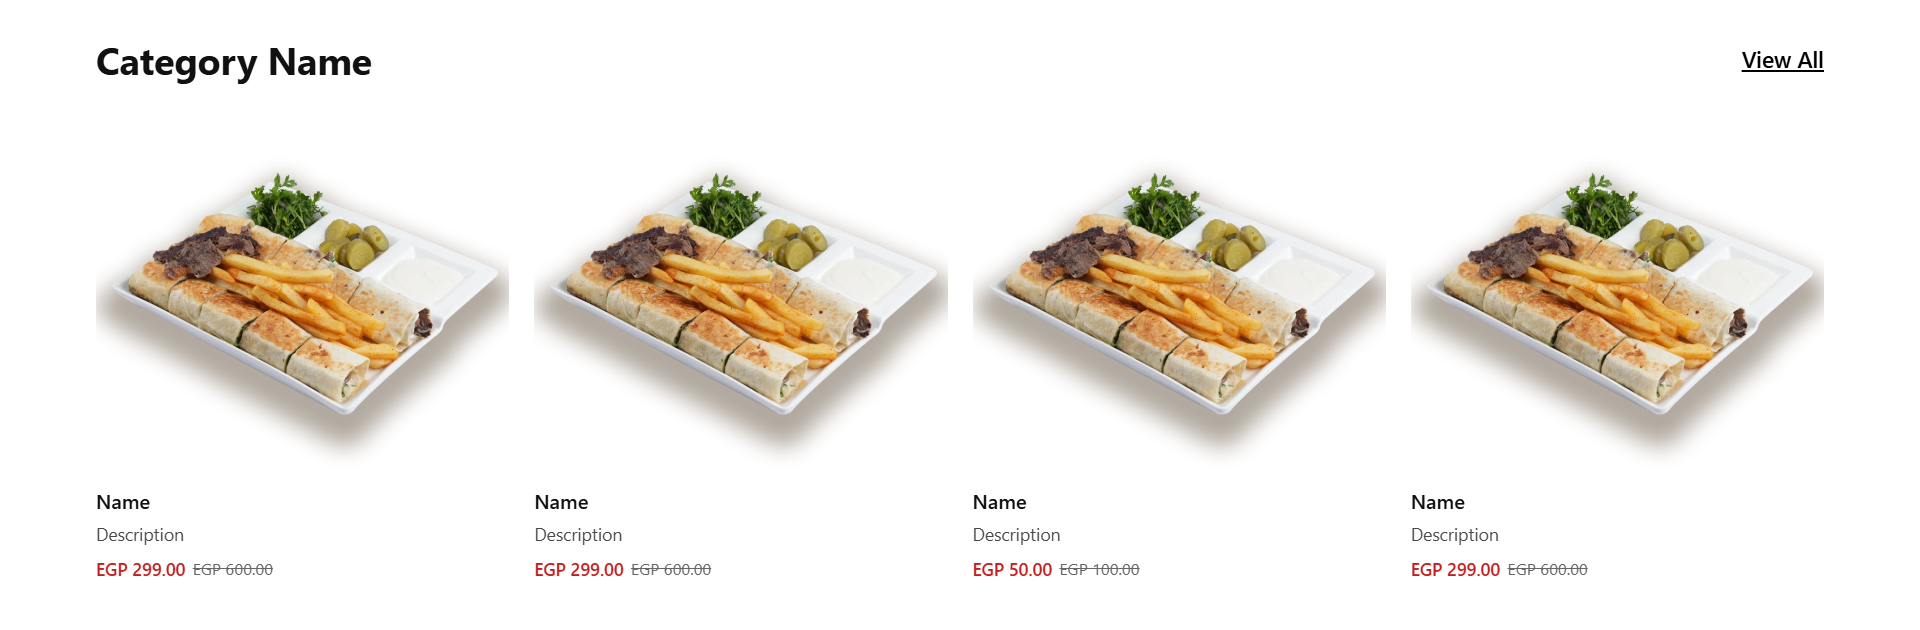 Category Name
View All
Name
Description
EGP 299.00 EGP 600.00
Name
Description
EGP 299.00 EGP 600.00
Name
Description
EGP 50.00 EGP 100.00
Name
Description
EGP 299.00 EGP 600.00